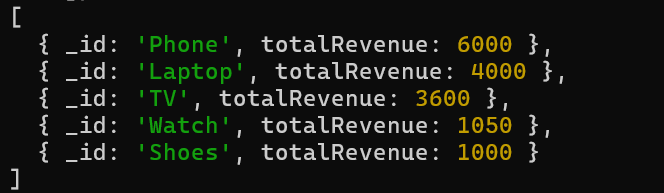 [
  { _id: 'Phone', totalRevenue: 6000 },
  { _id: 'Laptop', totalRevenue: 4000 },
  { _id: 'TV', totalRevenue: 3600 },
  { _id: 'Watch', totalRevenue: 1050 },
  { _id: 'Shoes', totalRevenue: 1000 }
]